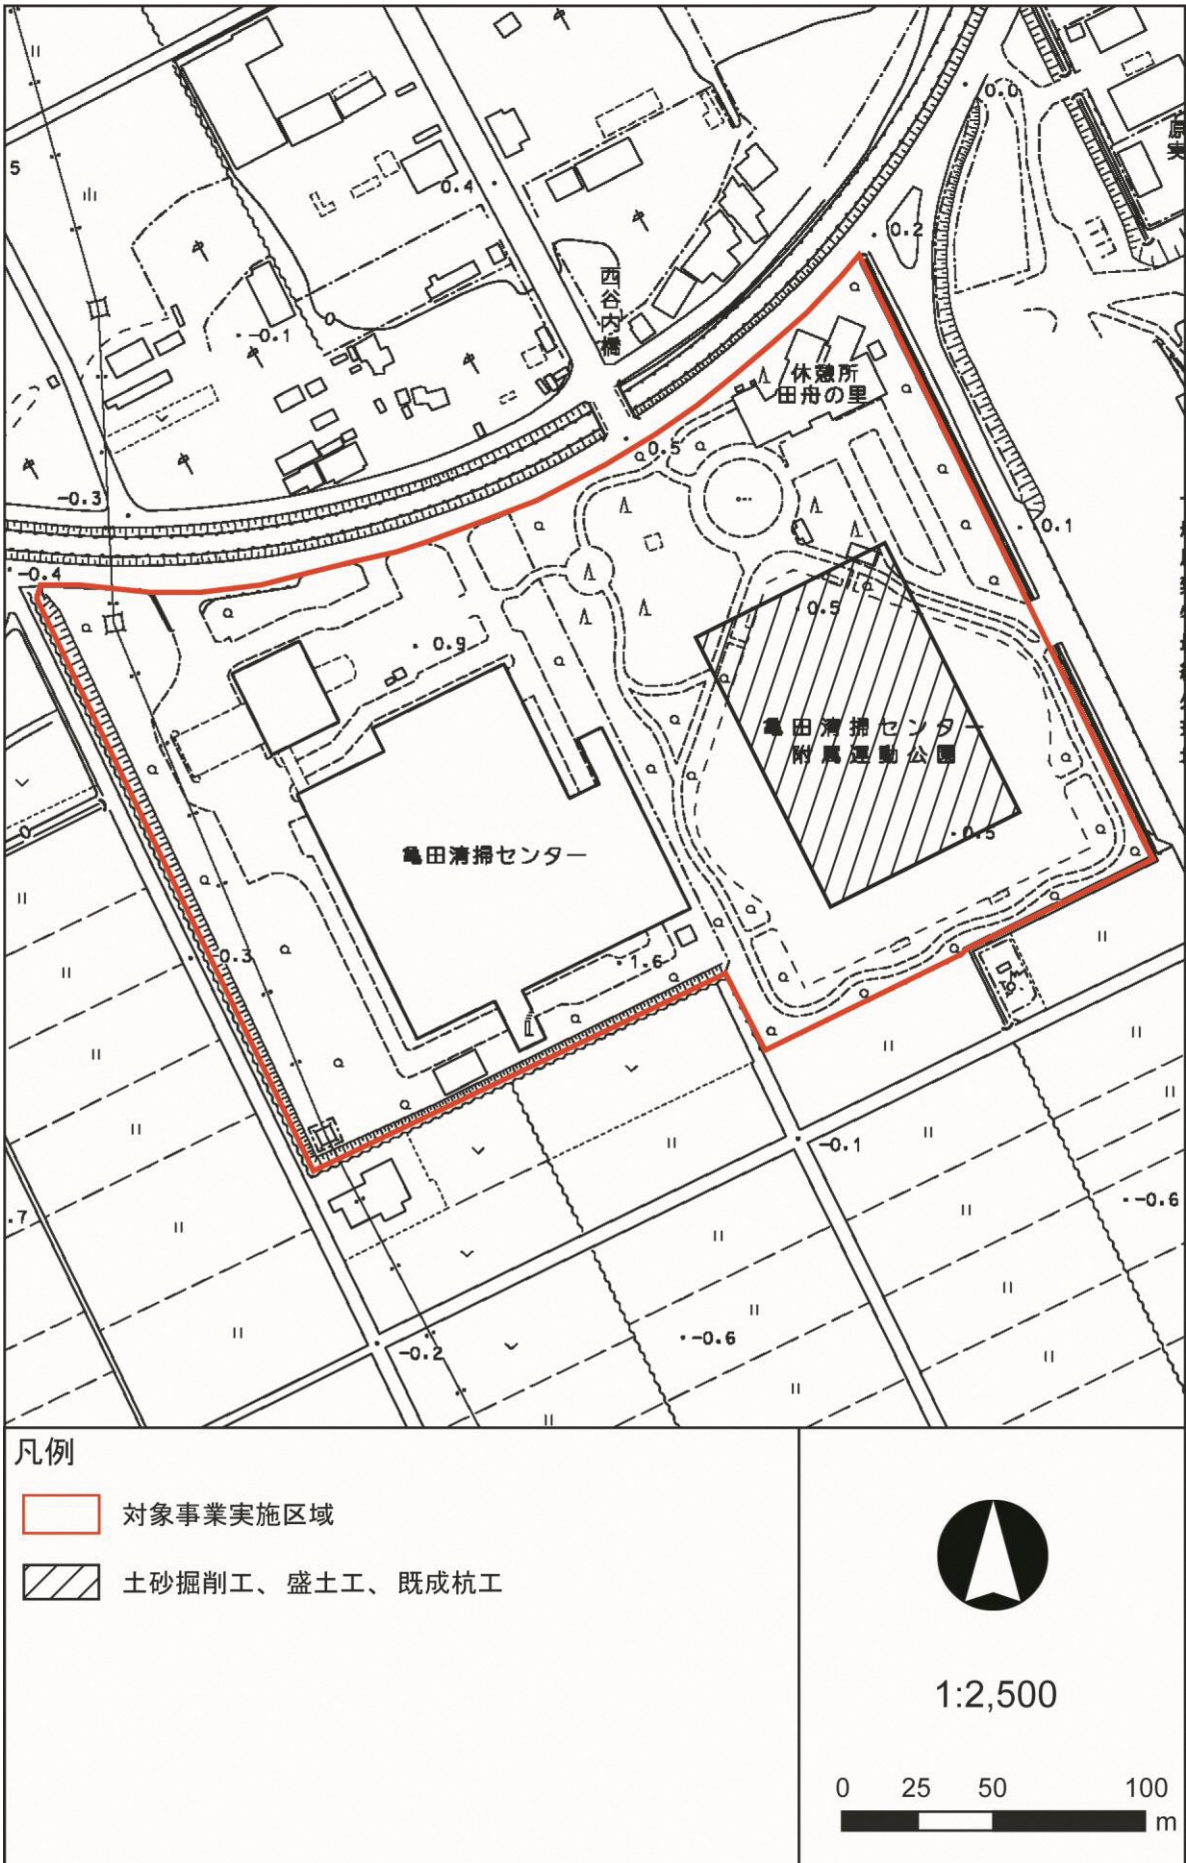 0.0
原実
5
0.4
0.2
西谷内橋
0
-0.1
休憩所
田舟の里
0.5
-0.3
0.1
-0.4
0.5
0.9
亀田清掃センター
附属運動公園
0
0.5
亀田清掃センター
-0.3
1.6
-0.1
-0.6
.7
-0.6
-0.2
凡例
対象事業実施区域
土砂掘削工、盛土工、既成杭工
1:2,500
0 25 50 100
m